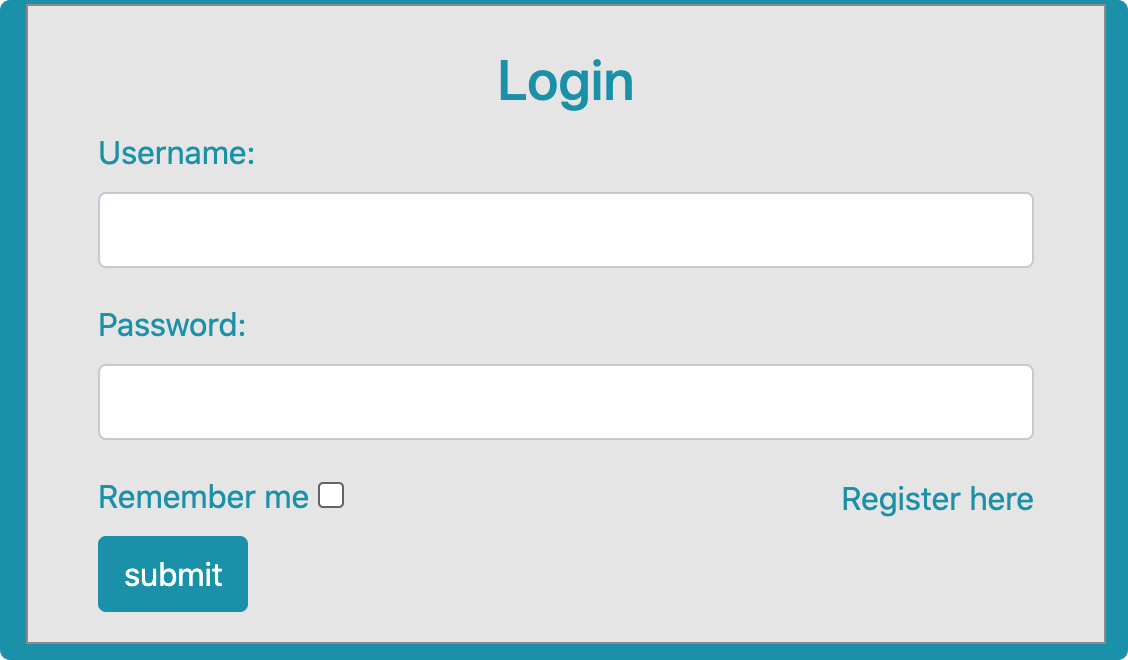 Login
Username:
Password:
Remember me
Register here
submit